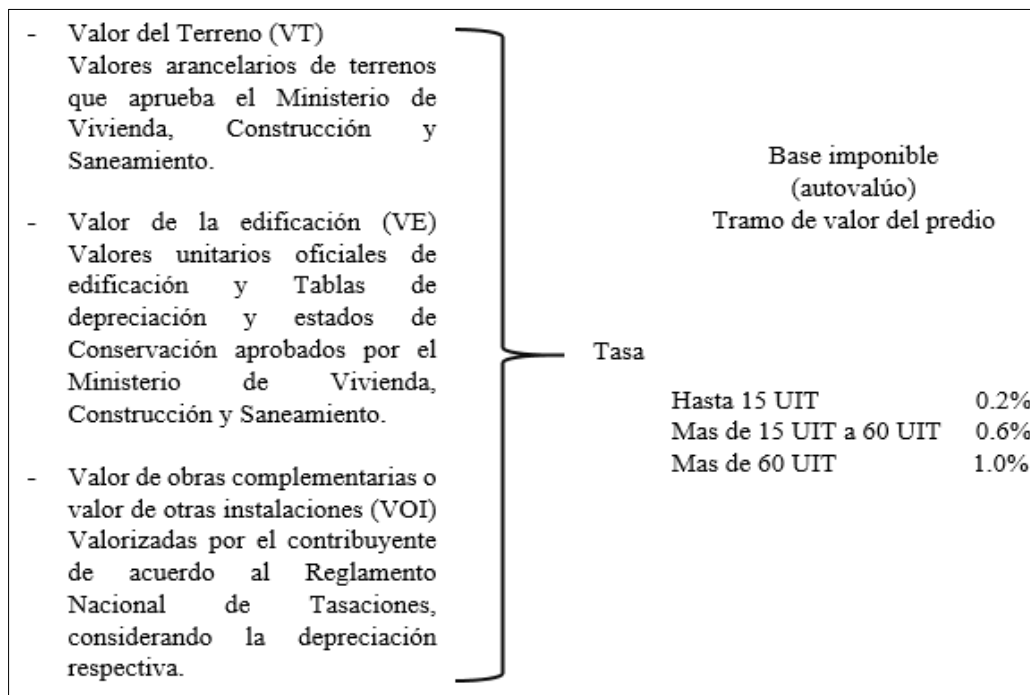 - Valor del Terreno (VT)
Valores arancelarios de terrenos
que aprueba el Ministerio de
Vivienda, Construcción y
Saneamiento.
- Valor de la edificación (VE)
Valores unitarios oficiales de
edificación y Tablas de
depreciación y estados de
Conservación aprobados por el
Ministerio de Vivienda,
Construcción y Saneamiento.
- Valor de obras complementarias o
valor de otras instalaciones (VOI)
Valorizadas por el contribuyente
de acuerdo al Reglamento
Nacional de Tasaciones,
considerando la depreciación
respectiva.
Base imponible
(autovalúo)
Tramo de valor del predio
Tasa
Hasta 15 UIT 0.2%
Mas de 15 UIT a 60 UIT 0.6%
Mas de 60 UIT 1.0%